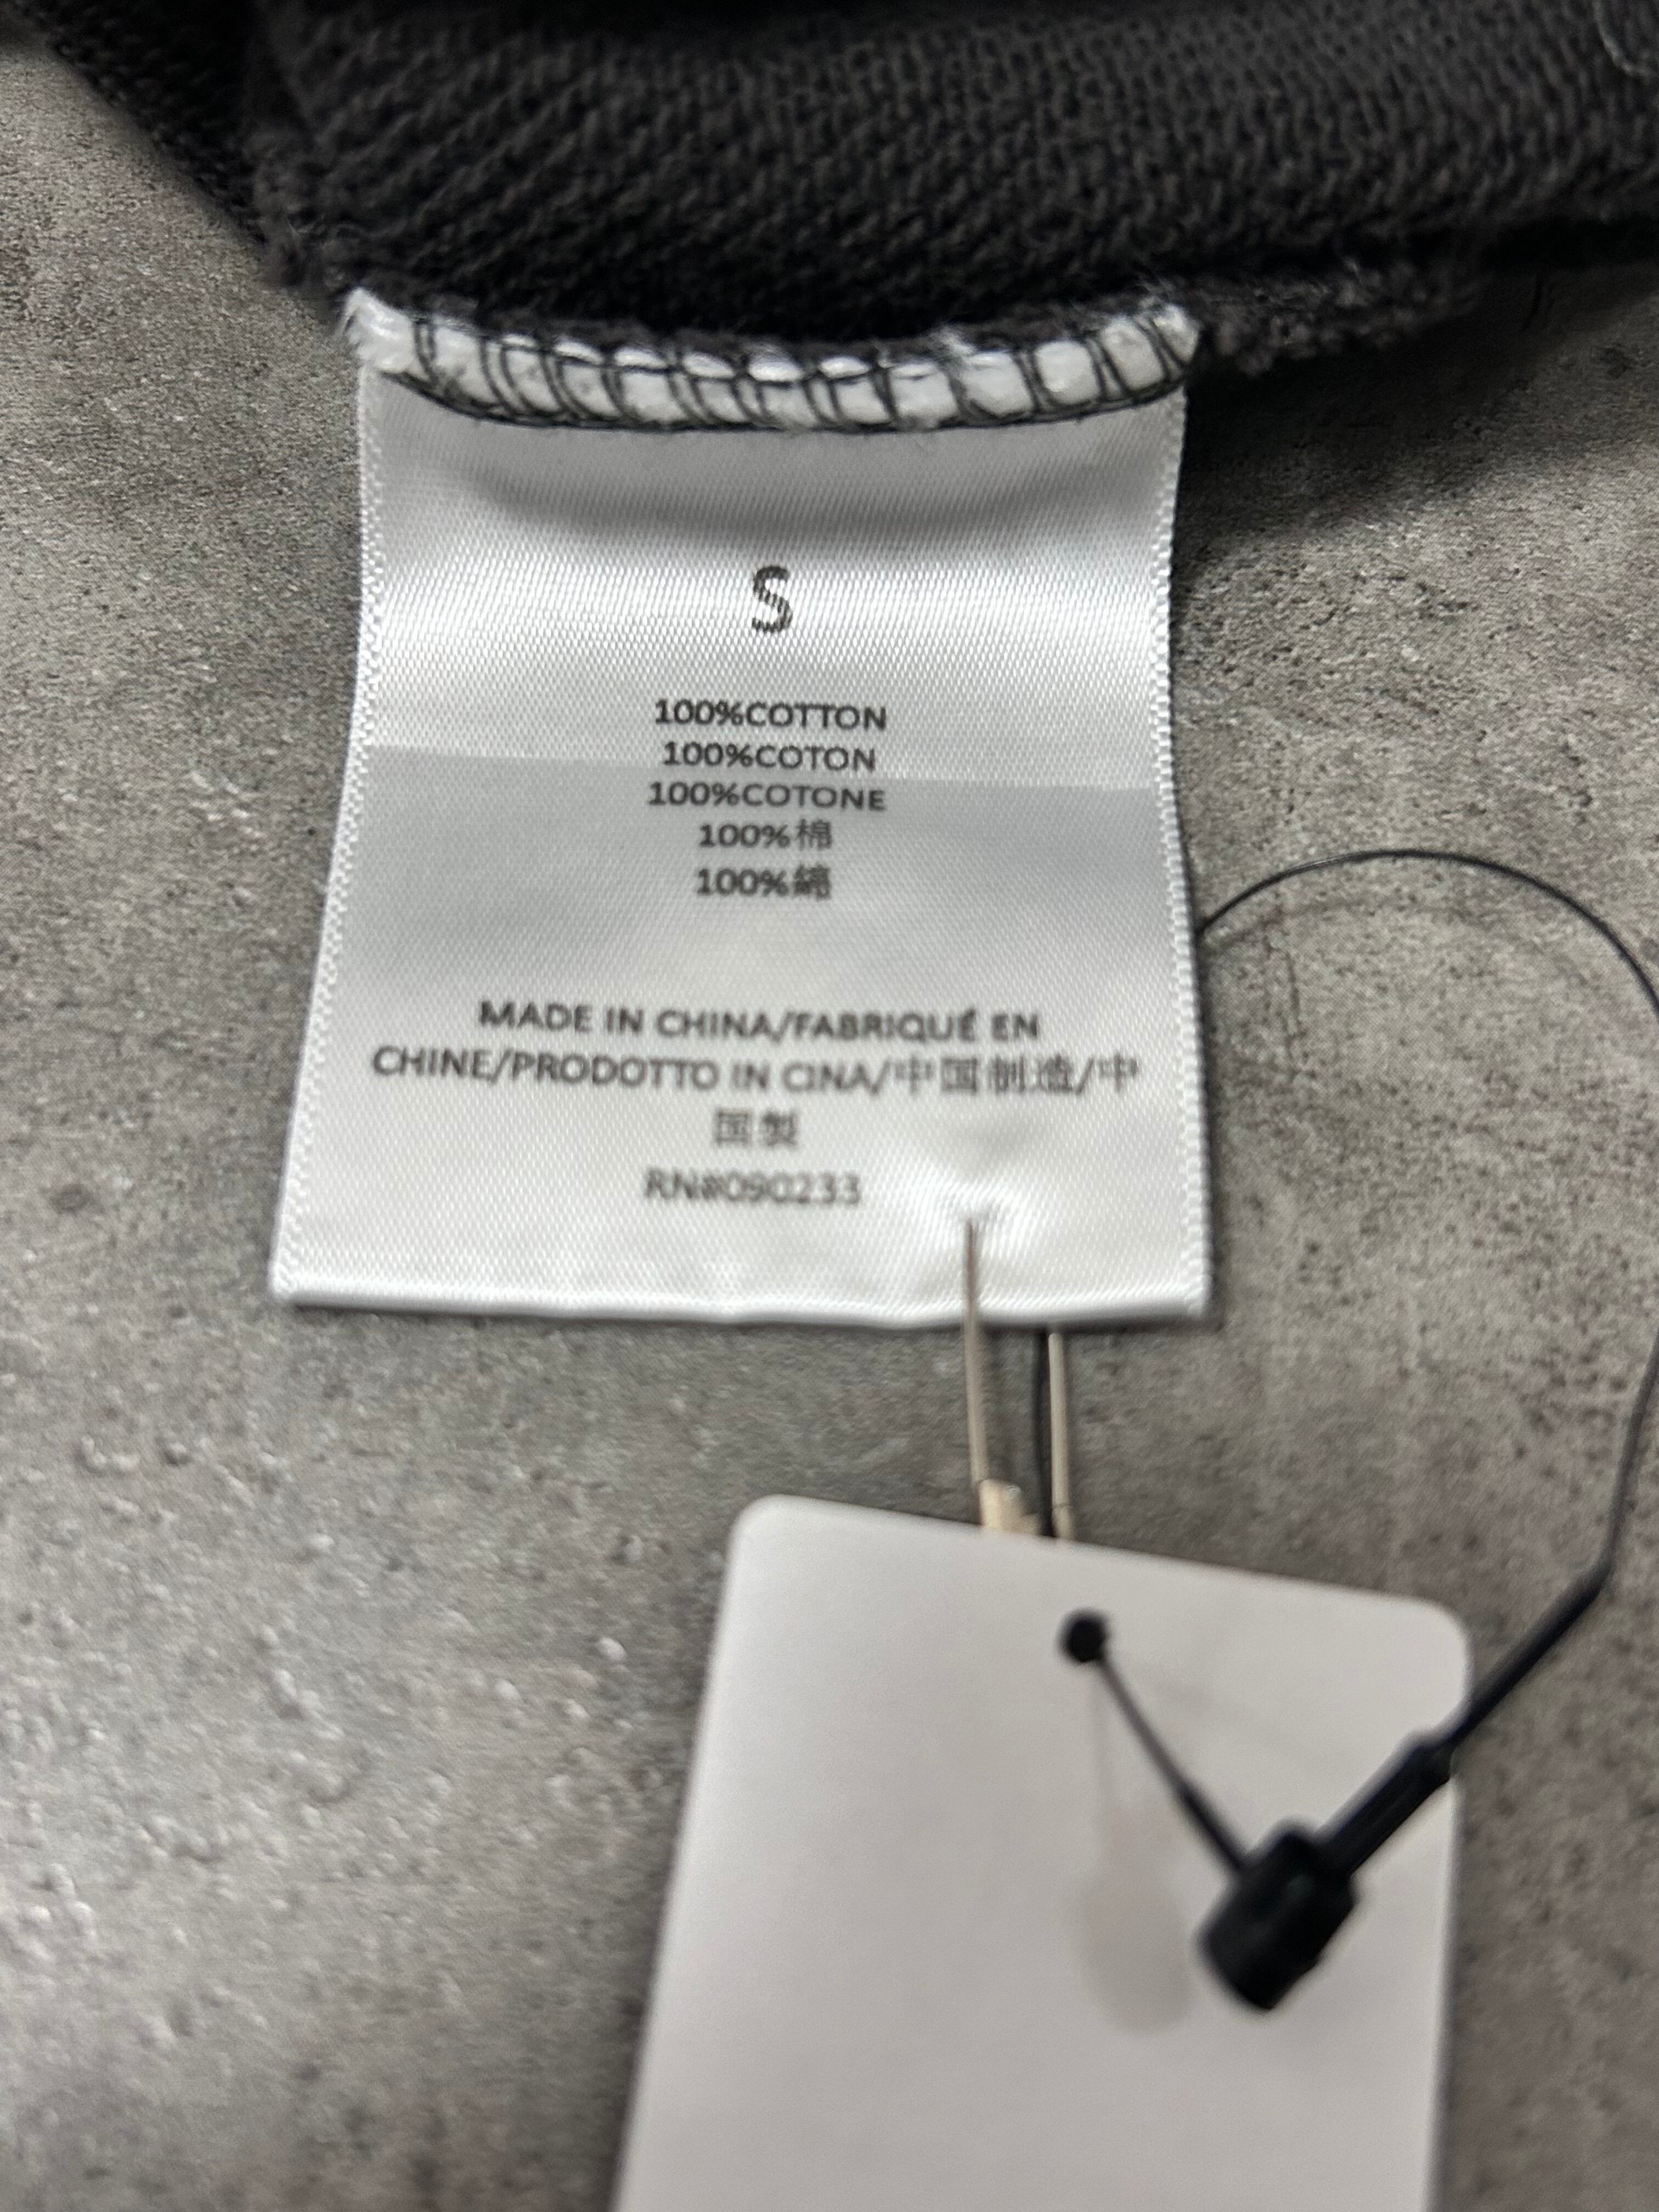 S
100%COTTON
100%COTON
100%COTONE
100%棉
100%綿
MADE IN CHINA/FABRIQUÉ EN
CHINE/PRODOTTO IN CINA/中国制造/中
国製
RN#090233